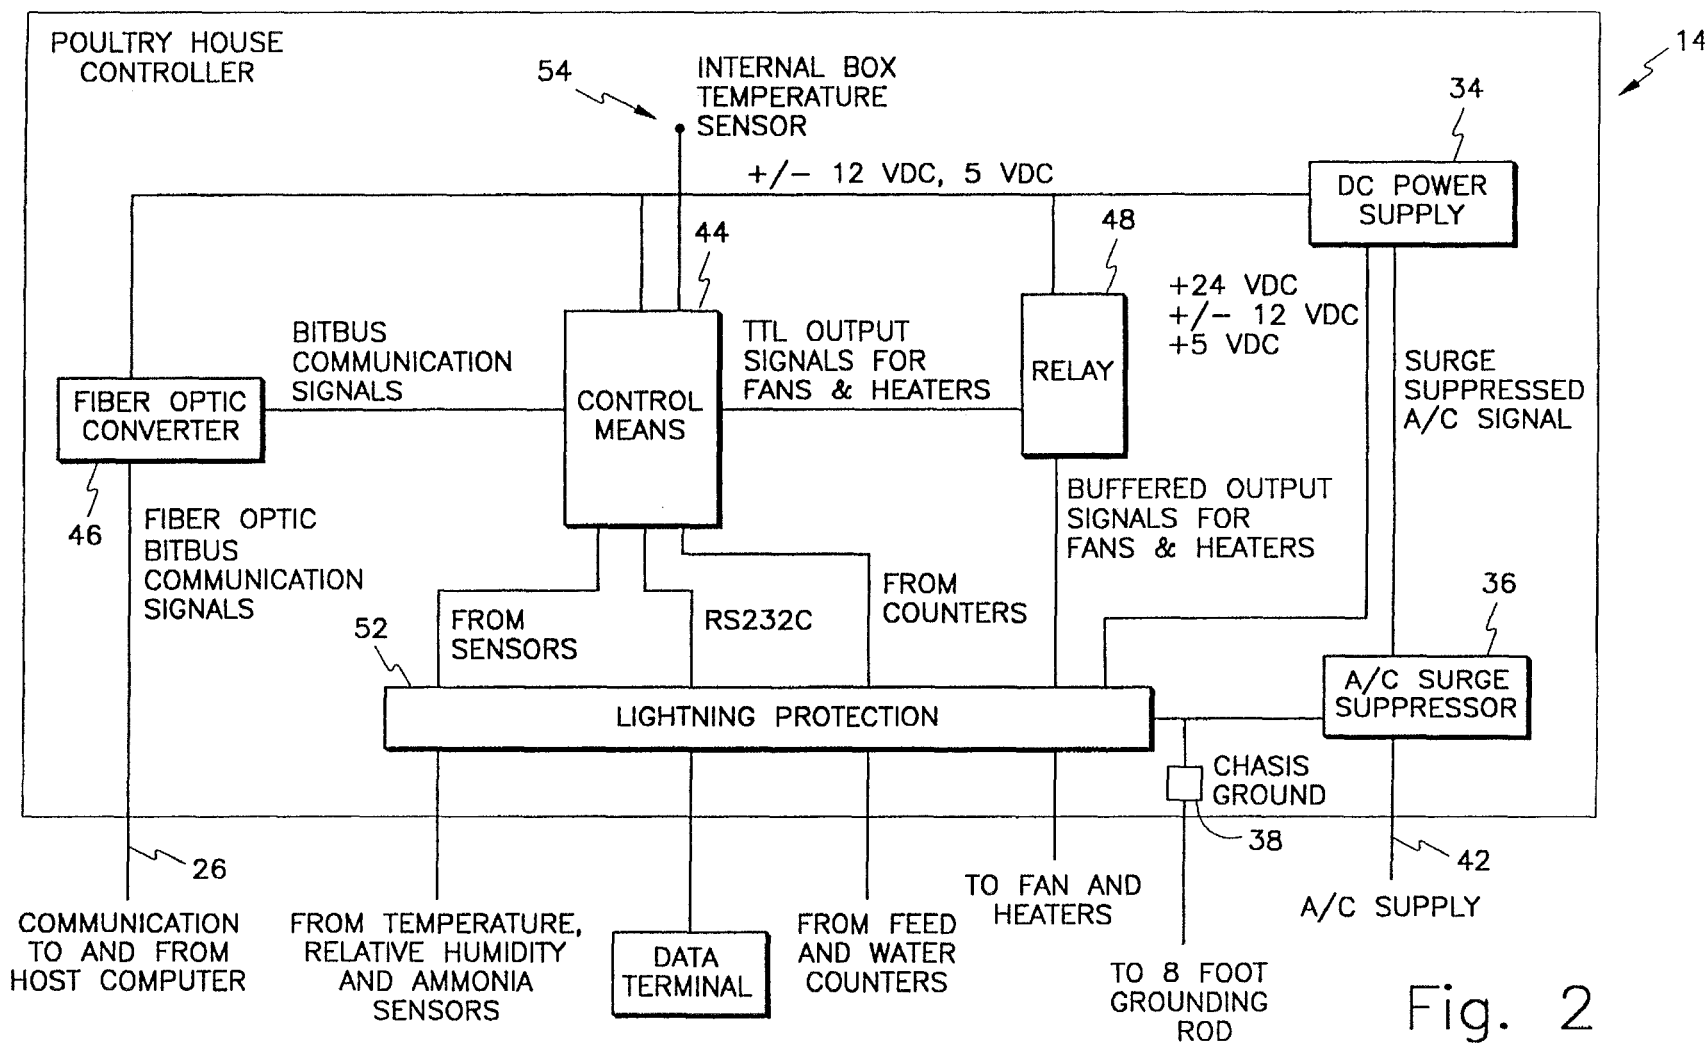 POULTRY HOUSE
CONTROLLER
14
54
INTERNAL BOX
TEMPERATURE
SENSOR
34
+/− 12 VDC, 5 VDC
DC POWER
SUPPLY
44
48
+24 VDC
+/− 12 VDC
+5 VDC
BITBUS
COMMUNICATION
SIGNALS
TTL OUTPUT
SIGNALS FOR
FANS & HEATERS
RELAY
SURGE
SUPPRESSED
A/C SIGNAL
FIBER OPTIC
CONVERTER
CONTROL
MEANS
46
FIBER OPTIC
BITBUS
COMMUNICATION
SIGNALS
BUFFERED OUTPUT
SIGNALS FOR
FANS & HEATERS
36
52
FROM
SENSORS
RS232C
FROM
COUNTERS
LIGHTNING PROTECTION
A/C SURGE
SUPPRESSOR
CHASIS
GROUND
38
26
42
COMMUNICATION
TO AND FROM
HOST COMPUTER
FROM TEMPERATURE,
RELATIVE HUMIDITY
AND AMMONIA
SENSORS
DATA
TERMINAL
FROM FEED
AND WATER
COUNTERS
TO FAN AND
HEATERS
TO 8 FOOT
GROUNDING
ROD
A/C SUPPLY
Fig. 2